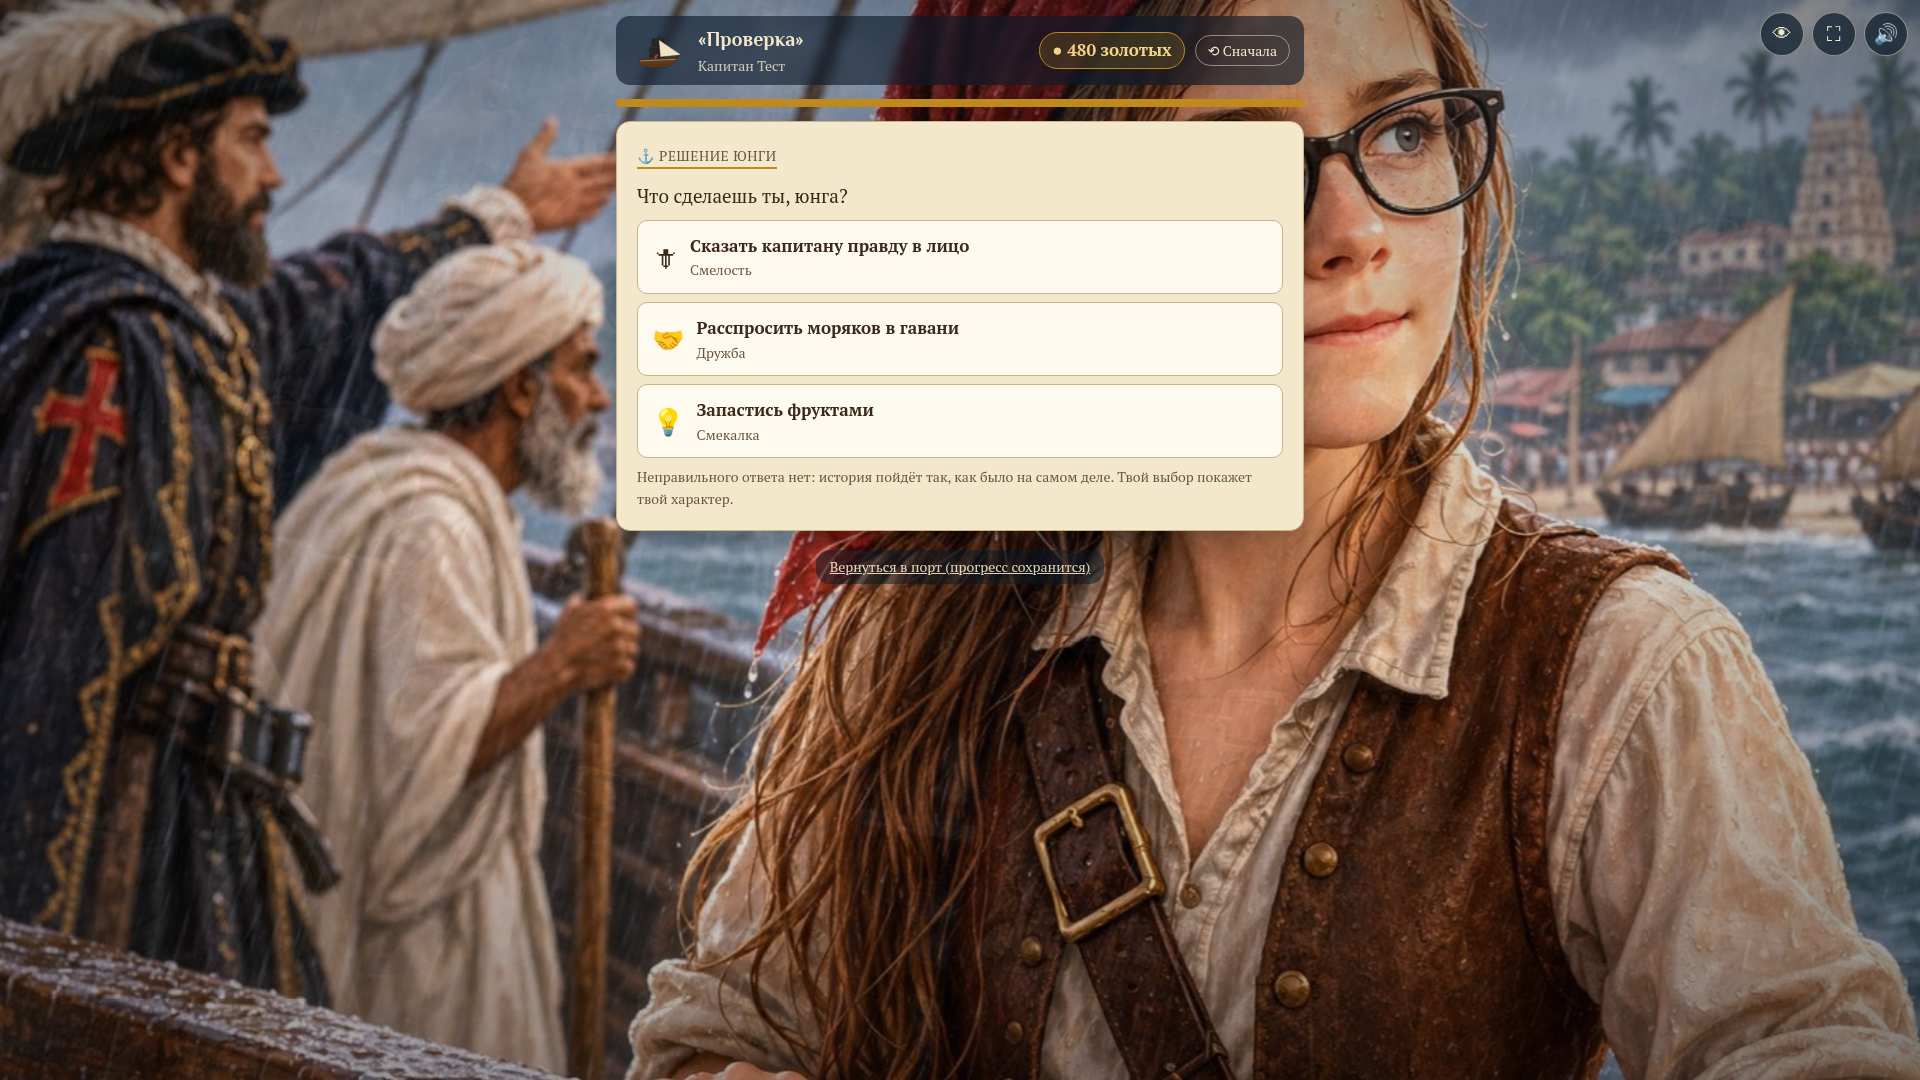 «Проверка»
Капитан Тест
● 480 золотых
⟲ Сначала
⚓ РЕШЕНИЕ ЮНГИ
Что сделаешь ты, юнга?
Сказать капитану правду в лицо
Смелость
Расспросить моряков в гавани
Дружба
Запастись фруктами
Смекалка
Неправильного ответа нет: история пойдёт так, как было на самом деле. Твой выбор покажет
твой характер.
Вернуться в порт (прогресс сохранится)